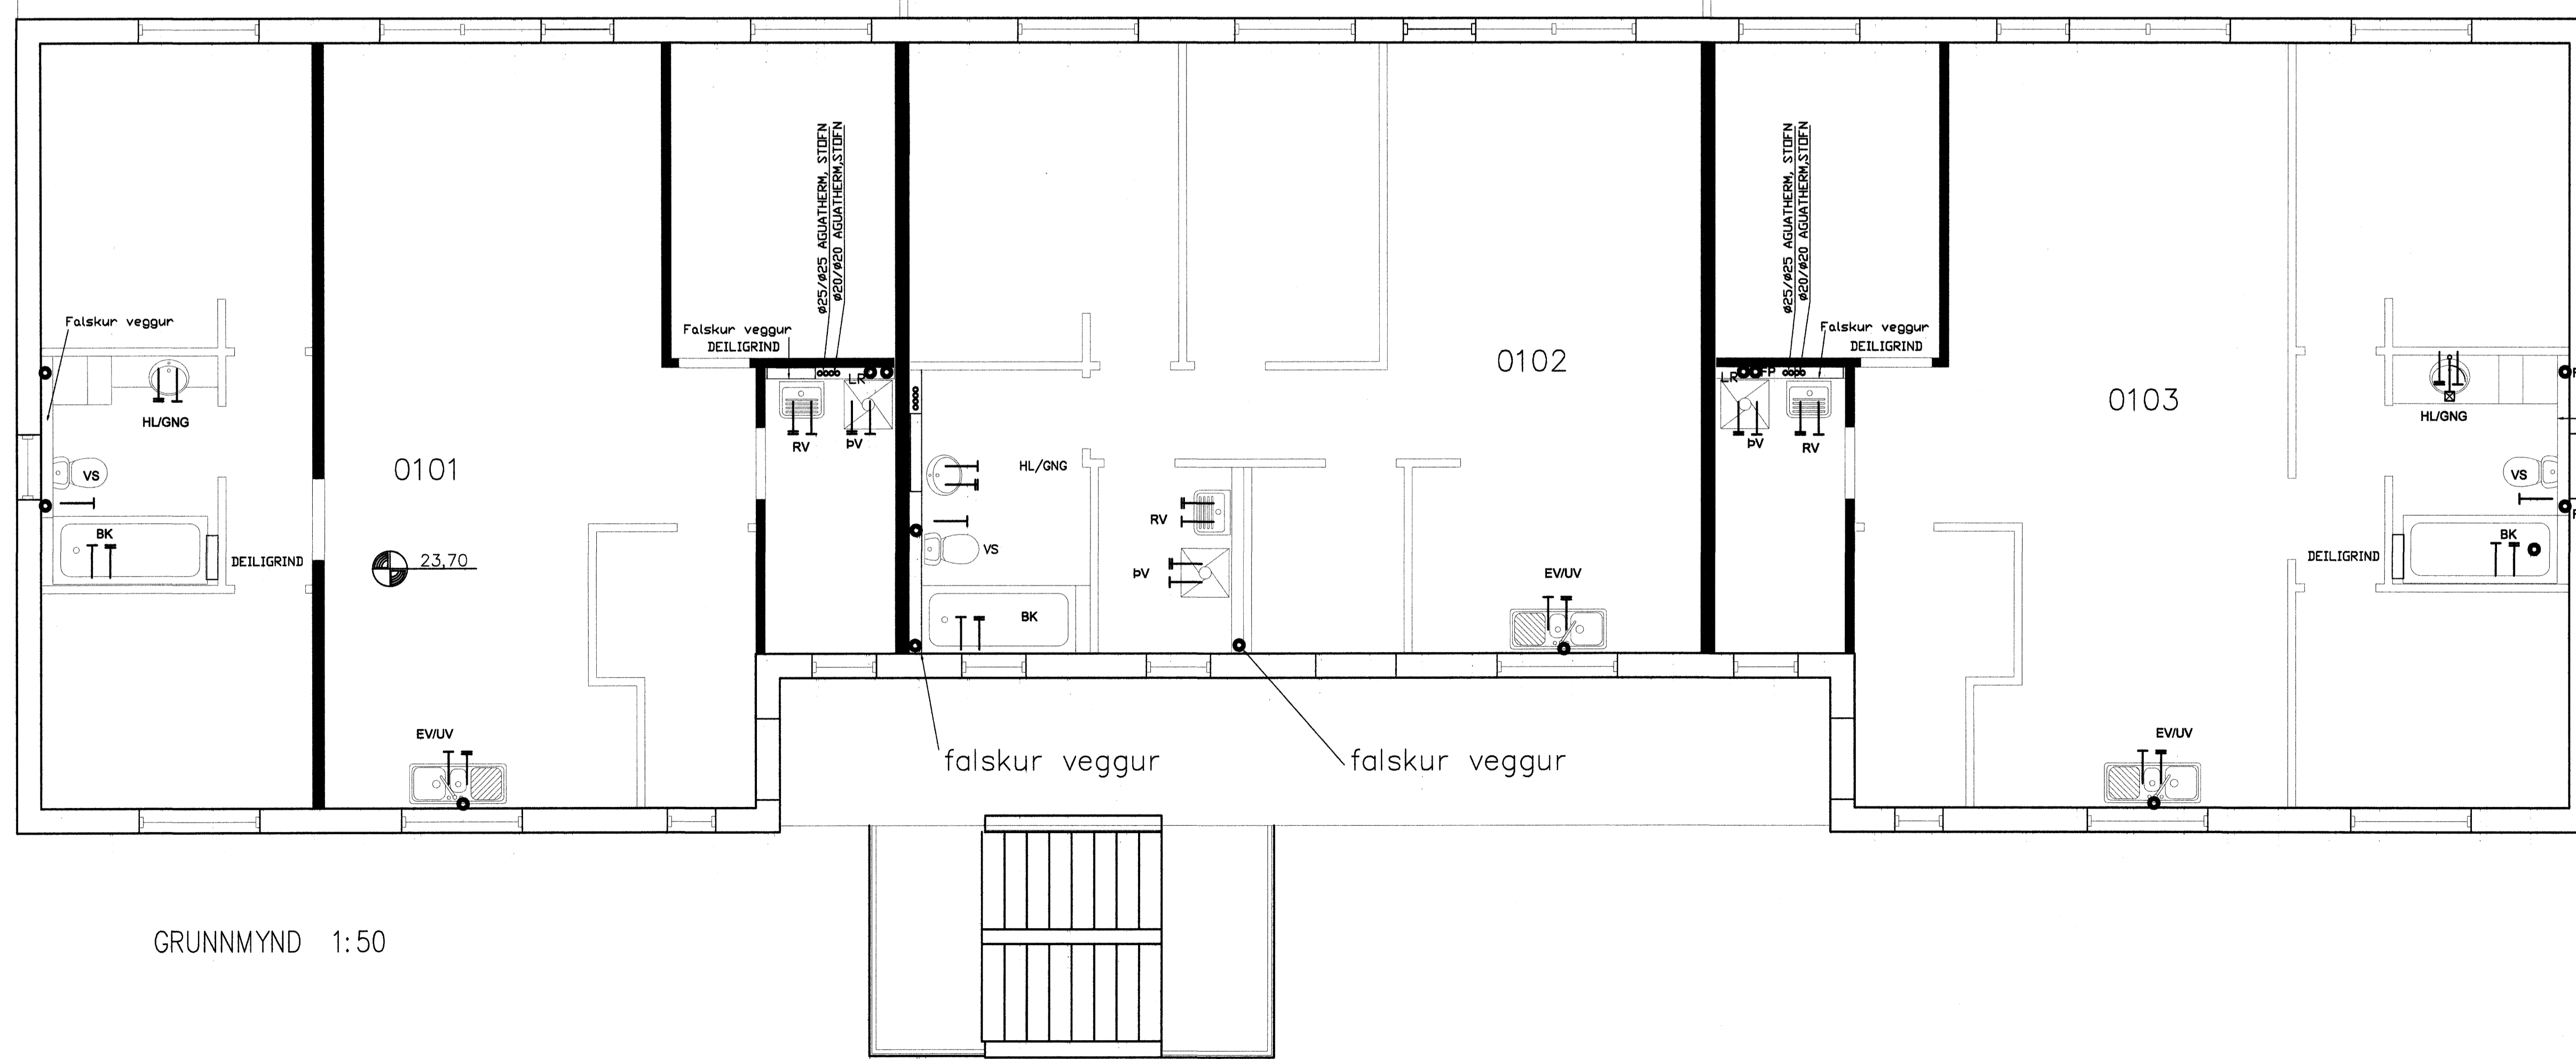 Falskur veggur
HL/GNG
VS
BK
DEILIGRIND
0101
23,70
EV/UV
ø25/ø25 AGUATHERM, STOFN
ø20/ø20 AGUATHERM,STOFN
Falskur veggur
DEILIGRIND
LR
RV
ÞV
HL/GNG
VS
BK
RV
ÞV
0102
EV/UV
falskur veggur
falskur veggur
ø25/ø25 AGUATHERM, STOFN
ø20/ø20 AGUATHERM,STOFN
Falskur veggur
DEILIGRIND
LR
FP
ÞV
RV
0103
EV/UV
HL/GNG
VS
BK
DEILIGRIND
GRUNNMYND 1:50